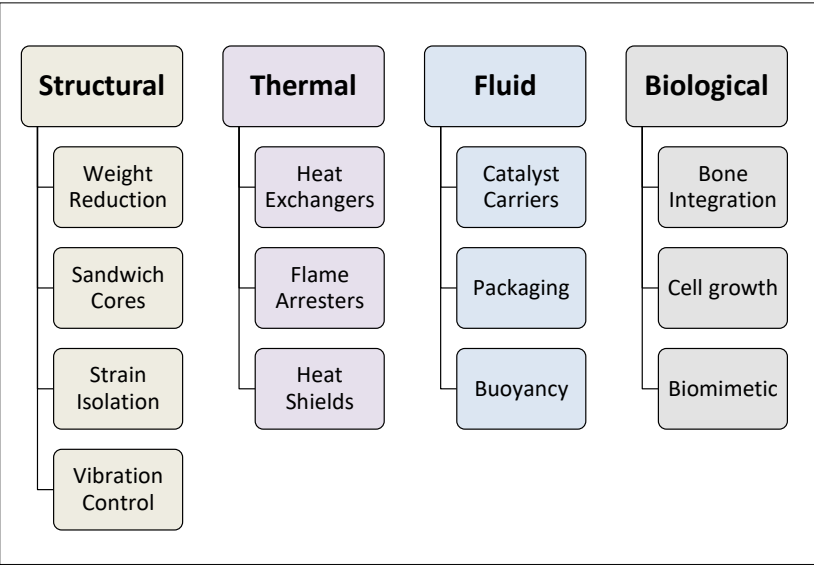 Structural
Weight
Reduction
Sandwich
Cores
Strain
Isolation
Vibration
Control
Thermal
Heat
Exchangers
Flame
Arresters
Heat
Shields
Fluid
Catalyst
Carriers
Packaging
Buoyancy
Biological
Bone
Integration
Cell growth
Biomimetic